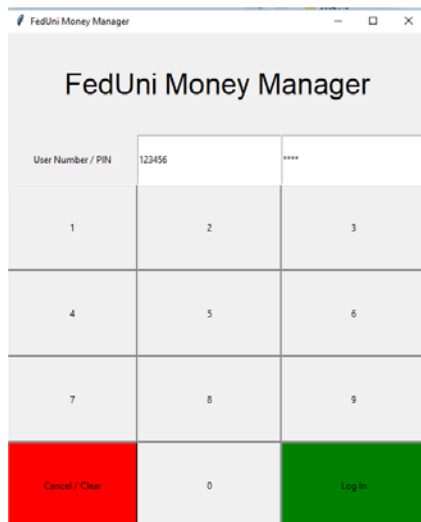 FedUni Money Manager
FedUni Money Manager
User Number / PIN 123456 ****
1 2 3
4 5 6
7 8 9
Cancel / Clear 0 Log In